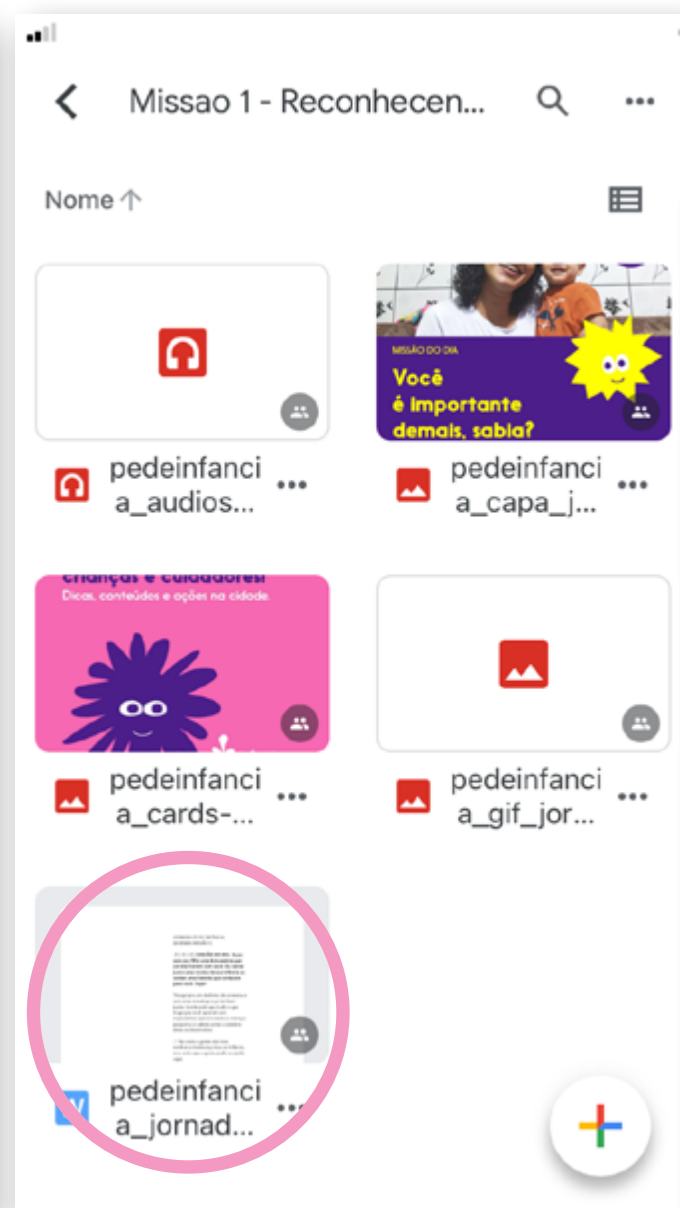 Missao 1 - Reconhecen...
Nome
MISSÃO DO DIA
Você
é importante
demais, sabia?
pedeinfanci
a_audios...
pedeinfanci
a_capa_j...
crianças e cuidadores!
Dicas, conteúdos e ações na cidade.
pedeinfanci
a_cards-...
pedeinfanci
a_gif_jor...
W
pedeinfanci
a_jornad...